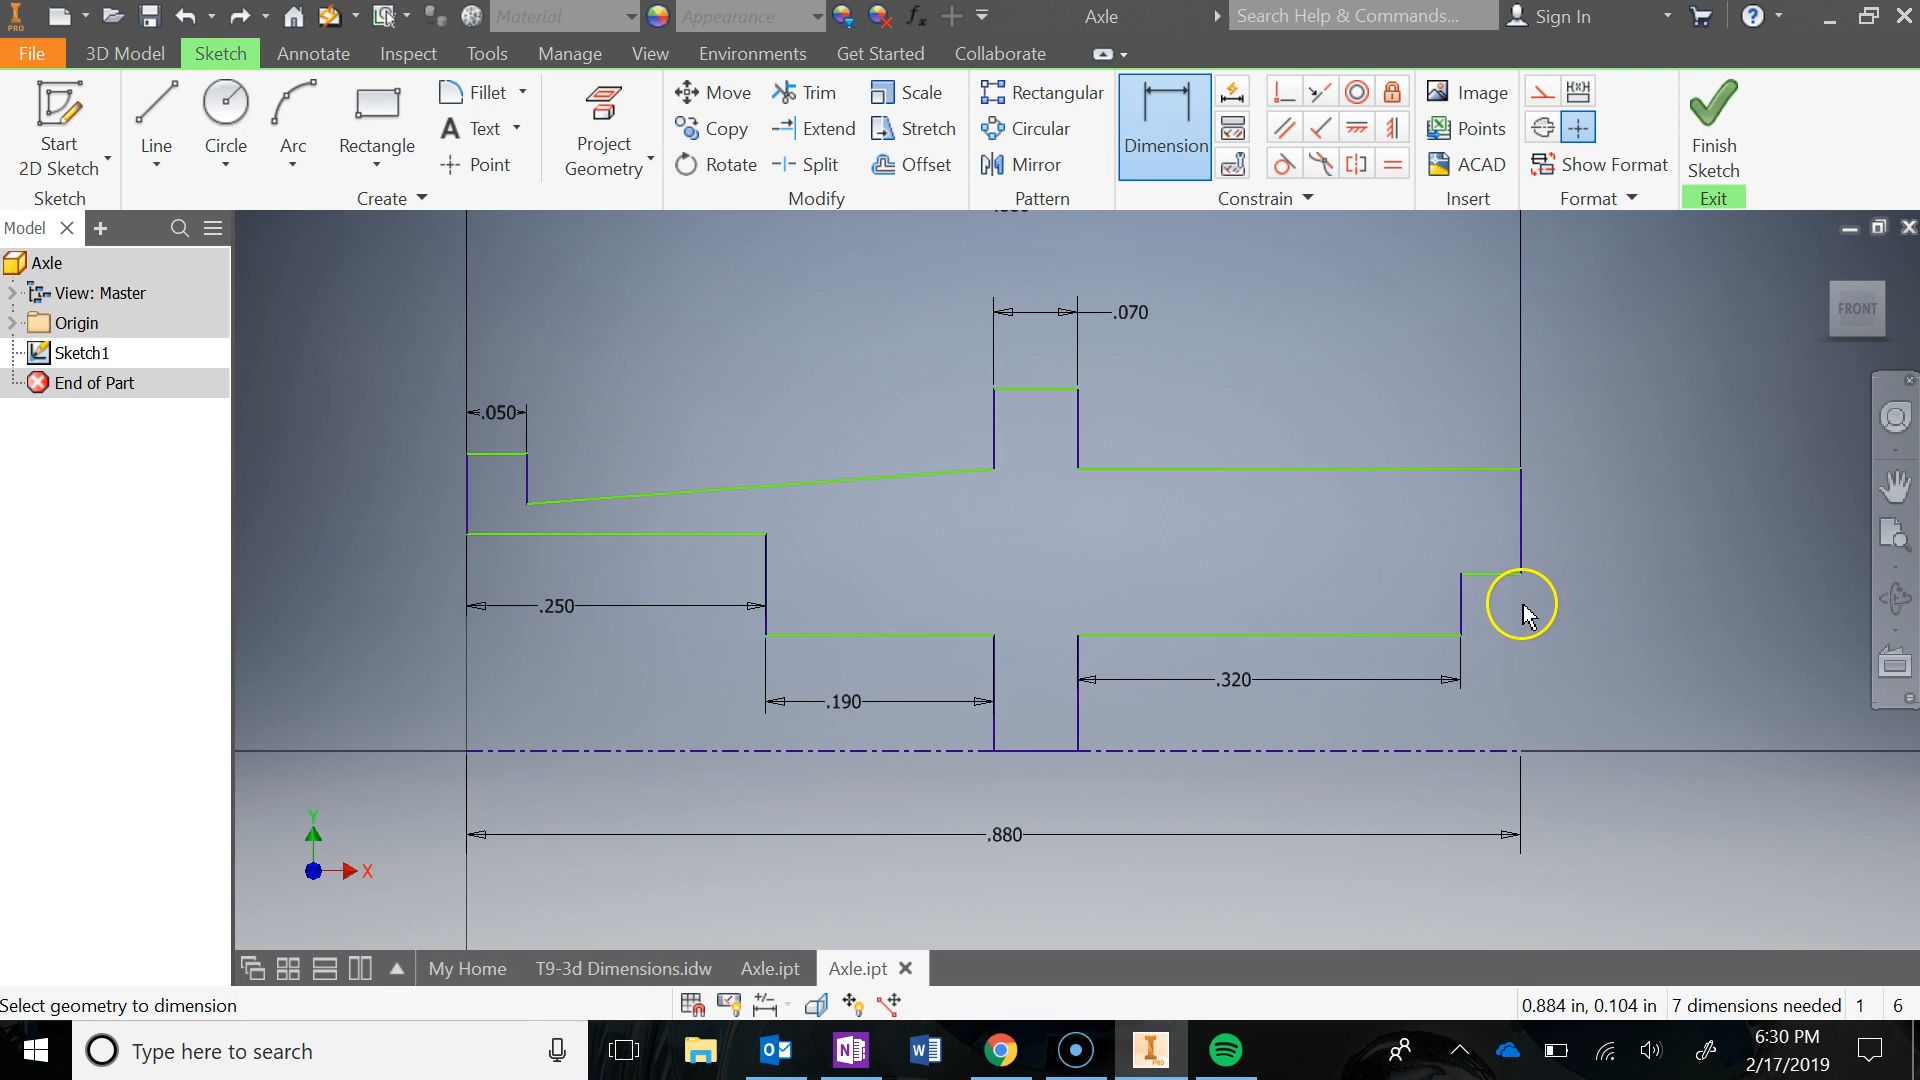 PRO
Material
Appearance
Axle
Search Help & Commands...
Sign In
File
3D Model
Sketch
Annotate
Inspect
Tools
Manage
View
Environments
Get Started
Collaborate
Start
2D Sketch
Sketch
Line
Circle
Arc
Rectangle
Fillet
Text
Point
Create
Project
Geometry
Move
Copy
Rotate
Trim
Extend
Split
Scale
Stretch
Offset
Modify
Rectangular
Circular
Mirror
Pattern
Dimension
Constrain
Image
Points
ACAD
Insert
Show Format
Format
Finish
Sketch
Exit
Model
Axle
View: Master
Origin
Sketch1
End of Part
FRONT
.070
.050
.250
.190
.320
.880
Y
X
My Home
T9-3d Dimensions.idw
Axle.ipt
Axle.ipt
Select geometry to dimension
0.884 in, 0.104 in
7 dimensions needed
1
6
Type here to search
6:30 PM
2/17/2019